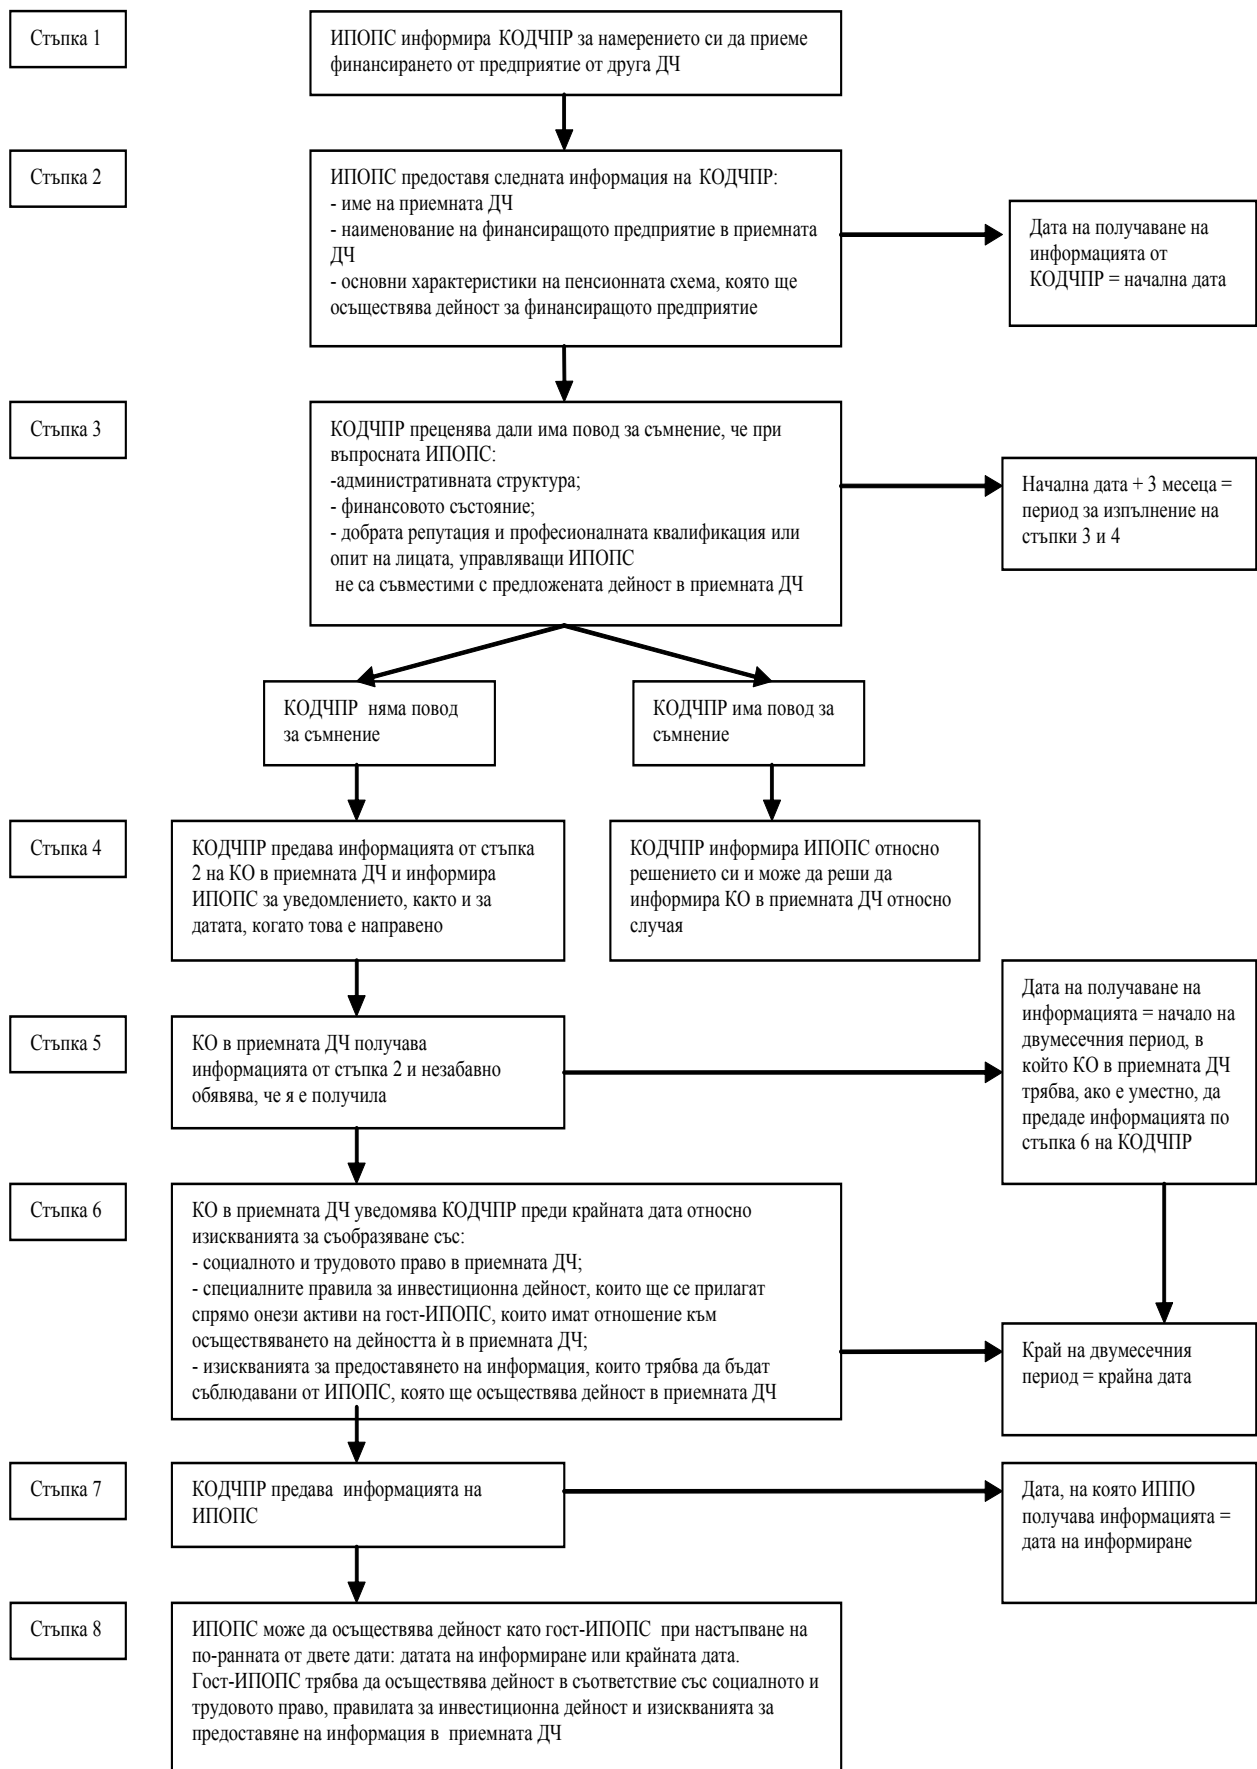 Стъпка 1
ИПОПС информира КОДЧПР за намерението си да приеме
финансирането от предприятие от друга ДЧ
Стъпка 2
ИПОПС предоставя следната информация на КОДЧПР:
- име на приемната ДЧ
- наименование на финансиращото предприятие в приемната
ДЧ
- основни характеристики на пенсионната схема, която ще
осъществява дейност за финансиращото предприятие
Дата на получаване на
информацията от
КОДЧПР = начална дата
Стъпка 3
КОДЧПР преценява дали има повод за съмнение, че при
въпросната ИПОПС:
-административната структура;
- финансовото състояние;
- добрата репутация и професионалната квалификация или
опит на лицата, управляващи ИПОПС
не са съвместими с предложената дейност в приемната ДЧ
Начална дата + 3 месеца =
период за изпълнение на
стъпки 3 и 4
КОДЧПР няма повод
за съмнение
КОДЧПР има повод за
съмнение
Стъпка 4
КОДЧПР предава информацията от стъпка
2 на КО в приемната ДЧ и информира
ИПОПС за уведомлението, както и за
датата, когато това е направено
КОДЧПР информира ИПОПС относно
решението си и може да реши да
информира КО в приемната ДЧ относно
случая
Стъпка 5
КО в приемната ДЧ получава
информацията от стъпка 2 и незабавно
обявява, че я е получила
Дата на получаване на
информацията = начало на
двумесечния период, в
който КО в приемната ДЧ
трябва, ако е уместно, да
предаде информацията по
стъпка 6 на КОДЧПР
Стъпка 6
КО в приемната ДЧ уведомява КОДЧПР преди крайната дата относно
изискванията за съобразяване със:
- социалното и трудовото право в приемната ДЧ;
- специалните правила за инвестиционна дейност, които ще се прилагат
спрямо онези активи на гост-ИПОПС, които имат отношение към
осъществяването на дейността ѝ в приемната ДЧ;
- изискванията за предоставянето на информация, които трябва да бъдат
съблюдавани от ИПОПС, която ще осъществява дейност в приемната ДЧ
Край на двумесечния
период = крайна дата
Стъпка 7
КОДЧПР предава информацията на
ИПОПС
Дата, на която ИППО
получава информацията =
дата на информиране
Стъпка 8
ИПОПС може да осъществява дейност като гост-ИПОПС при настъпване на
по-ранната от двете дати: датата на информиране или крайната дата.
Гост-ИПОПС трябва да осъществява дейност в съответствие със социалното и
трудовото право, правилата за инвестиционна дейност и изискванията за
предоставяне на информация в приемната ДЧ